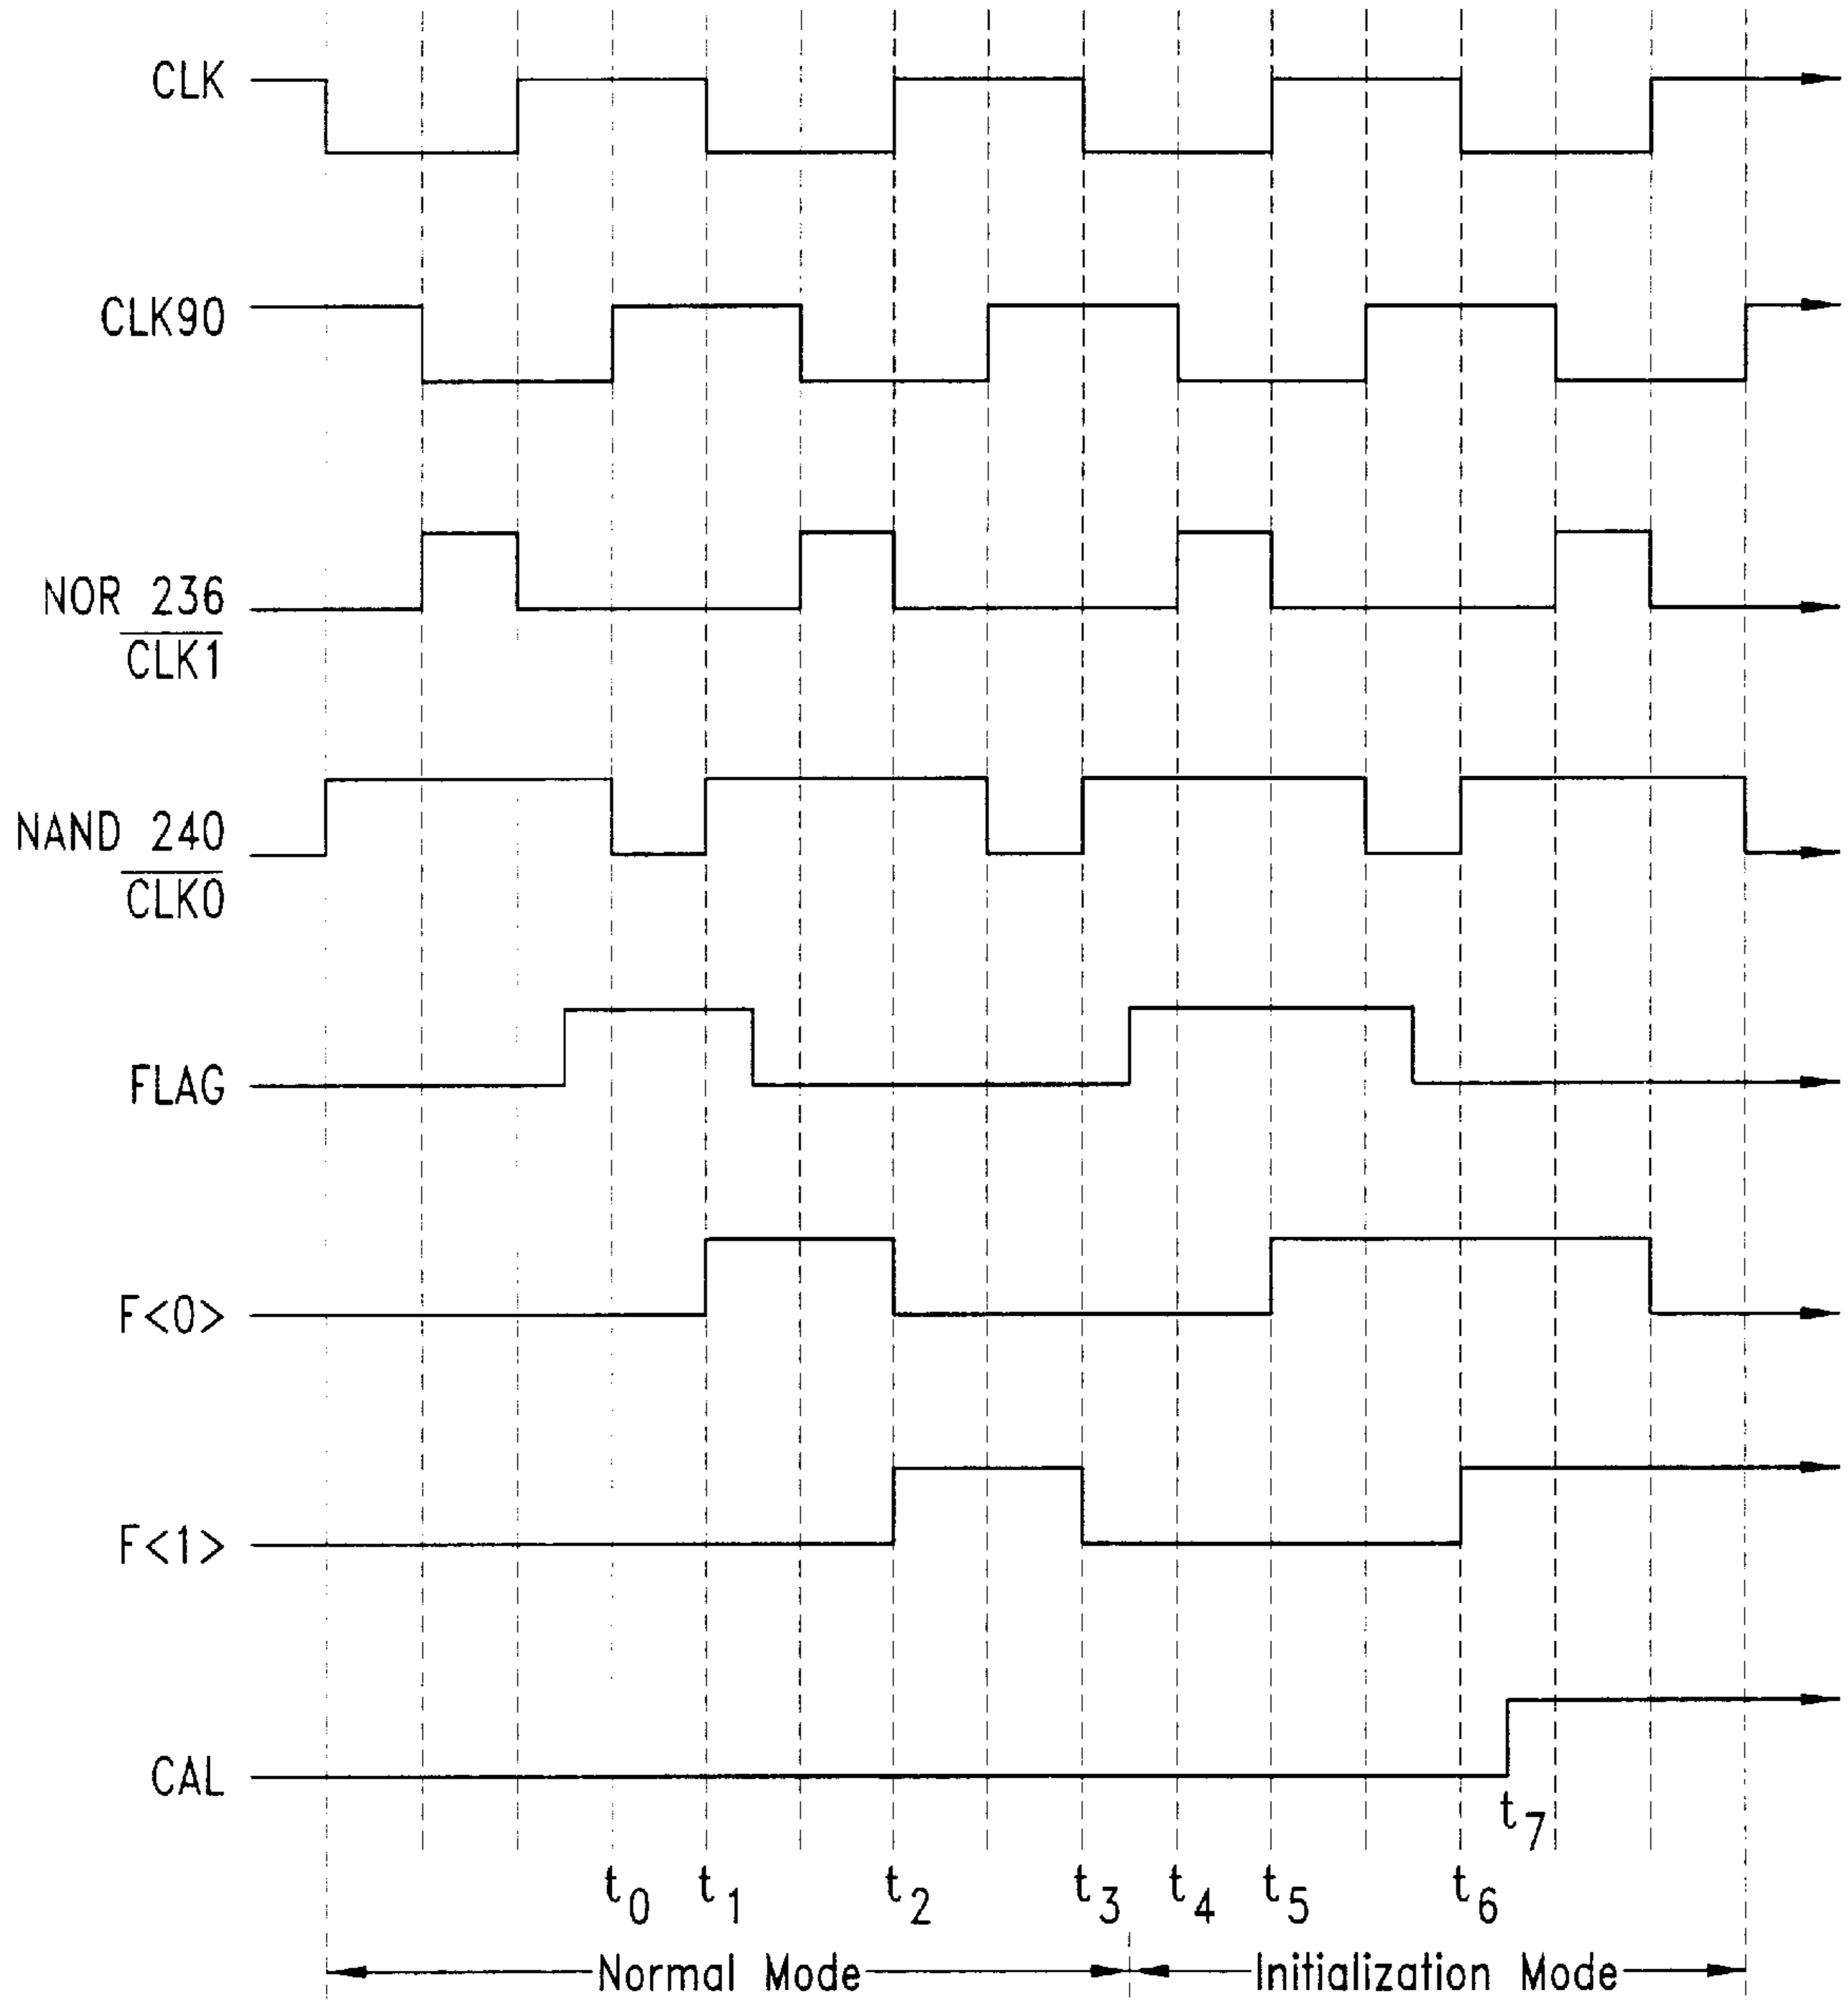 CLK
CLK90
NOR 236
CLK1
NAND 240
CLK0
FLAG
F<0>
F<1>
CAL
t7
t0 t1 t2 t3 t4 t5 t6
Normal Mode Initialization Mode